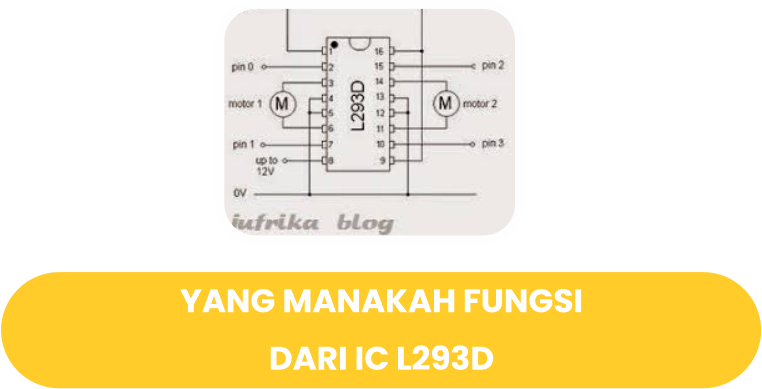 1 16
pin 0 2 15 pin 2
3 14
motor 1 M 4 L293D 13 M motor 2
5 12
6 11
pin 1 7 10 pin 3
up to 8 9
12V
0V
iufrika blog
YANG MANAKAH FUNGSI
DARI IC L293D